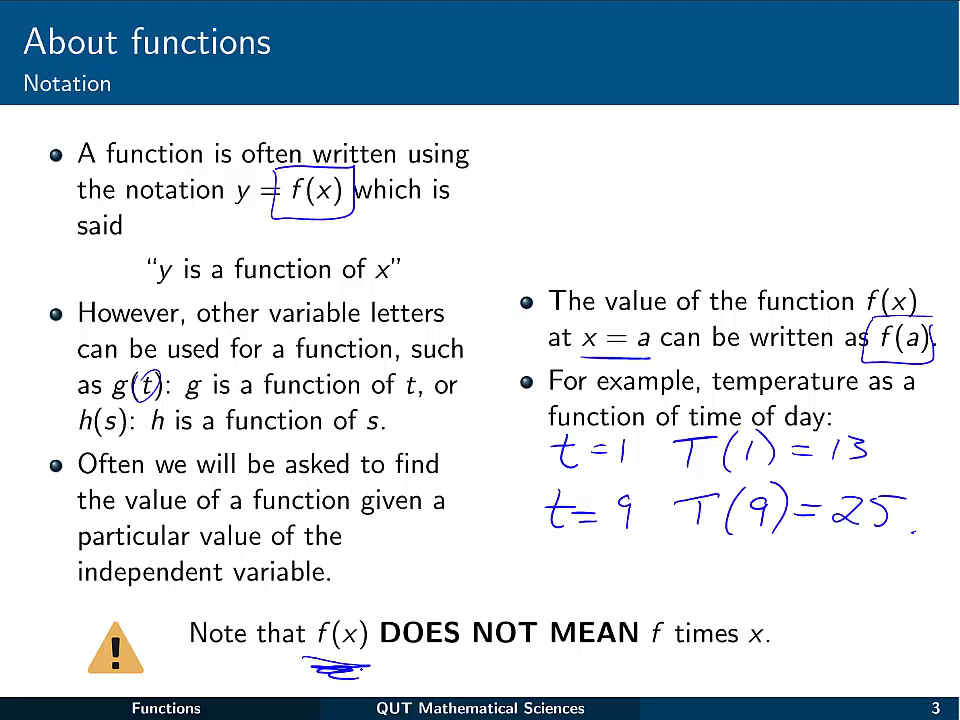 About functions
Notation
A function is often written using
the notation y = f(x) which is
said
“y is a function of x”
However, other variable letters
can be used for a function, such
as g(t): g is a function of t, or
h(s): h is a function of s.
Often we will be asked to find
the value of a function given a
particular value of the
independent variable.
The value of the function f(x)
at x = a can be written as f(a).
For example, temperature as a
function of time of day:
t = 1 T(1) = 13
t = 9 T(9) = 25
Note that f(x) DOES NOT MEAN f times x.
Functions QUT Mathematical Sciences 3